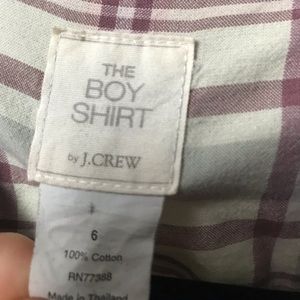 THE
BOY
SHIRT
by J.CREW
6
100% Cotton
RN77388
Made in Thailand